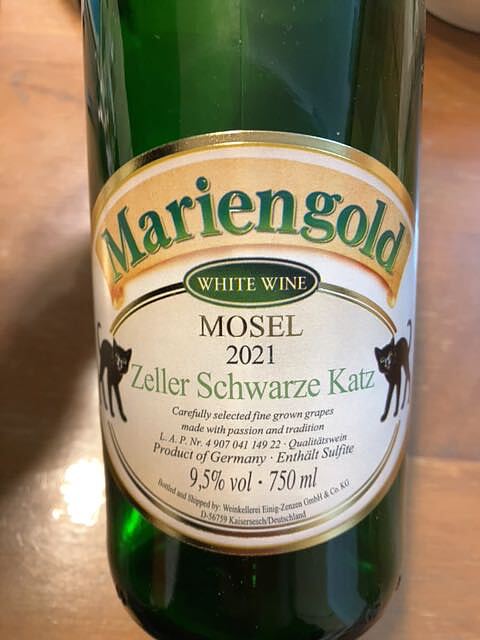 Mariengold
WHITE WINE
MOSEL
2021
Zeller Schwarze Katz
Carefully selected fine grown grapes
made with passion and tradition
L. A. P. Nr. 4 907 041 149 22 · Qualitätswein
Product of Germany · Enthält Sulfite
9,5% vol · 750 ml
Bottled and Shipped by: Weinkellerei Einig-Zenzen GmbH & Co. KG
D-56759 Kaisersesch/Deutschland